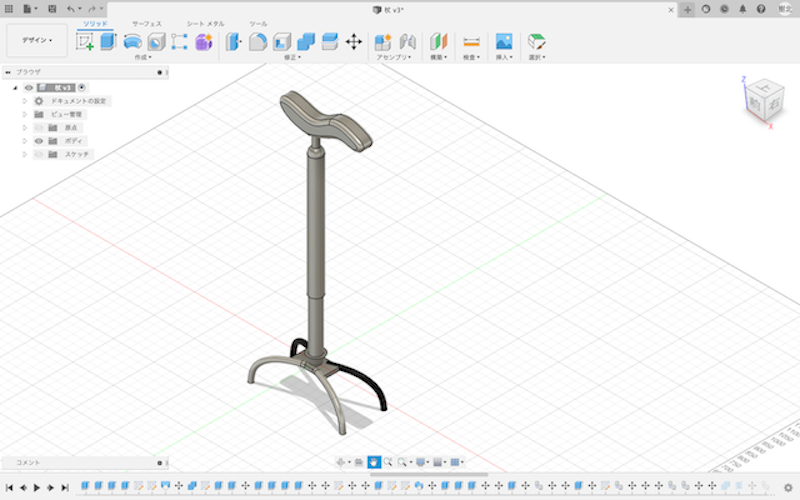 杖 v3*
樹北
デザイン
ソリッド
サーフェス
シート メタル
ツール
作成
修正
アセンブリ
構築
検査
挿入
選択
ブラウザ
杖 v3
ドキュメントの設定
ビュー管理
原点
ボディ
スケッチ
Z
X
上
前
右
コメント